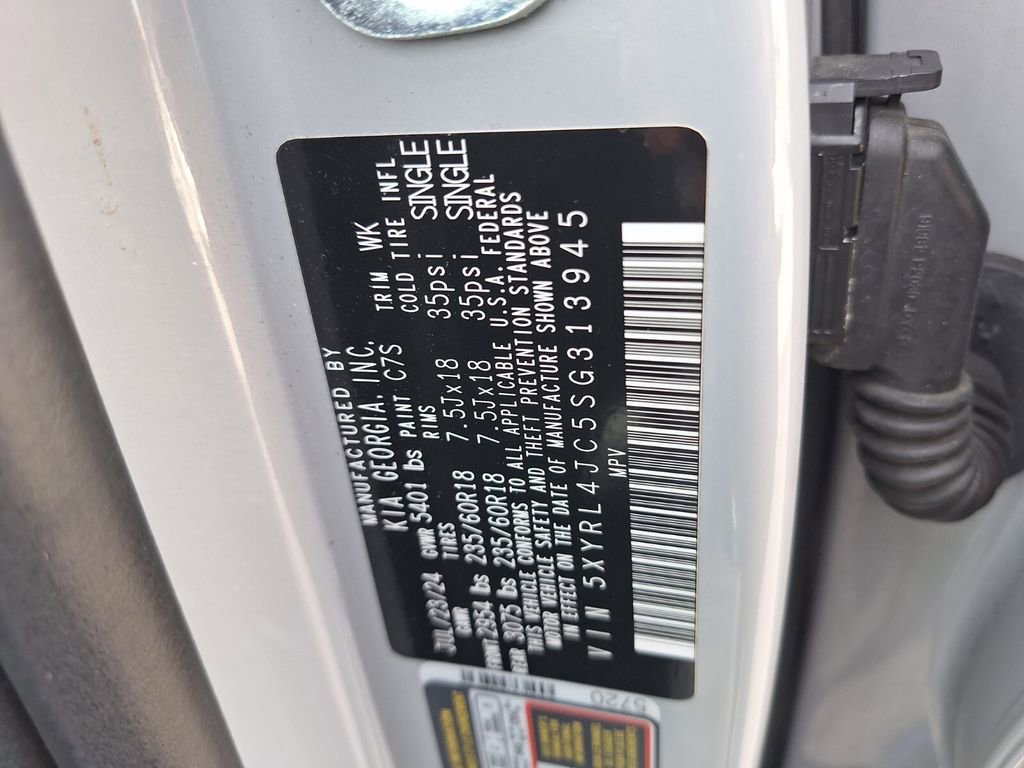 MANUFACTURED BY
KIA GEORGIA, INC.
JUL/23/24 GVWR 5401 lbs PAINT C7S TRIM WK
GWR TIRES RIMS COLD TIRE INFL
FRONT 2954 lbs 235/60R18 7.5Jx18 35psi SINGLE
REAR 3075 lbs 235/60R18 7.5Jx18 35psi SINGLE
THIS VEHICLE CONFORMS TO ALL APPLICABLE U.S.A. FEDERAL
MOTOR VEHICLE SAFETY AND THEFT PREVENTION STANDARDS
IN EFFECT ON THE DATE OF MANUFACTURE SHOWN ABOVE
VIN 5XYRL4JC5SG313945
MPV
5720